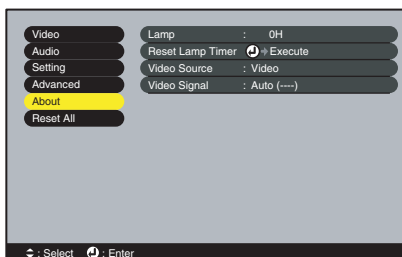 Video
Audio
Setting
Advanced
About
Reset All
Lamp : 0H
Reset Lamp Timer Execute
Video Source : Video
Video Signal : Auto (----)
: Select : Enter